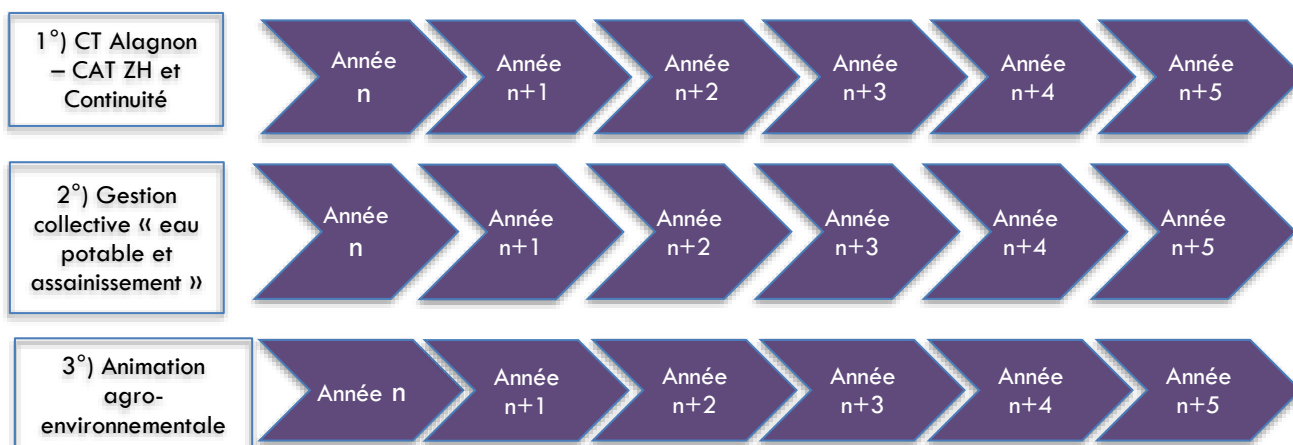 1°) CT Alagnon
– CAT ZH et
Continuité
Année
n
Année
n+1
Année
n+2
Année
n+3
Année
n+4
Année
n+5
2°) Gestion
collective « eau
potable et
assainissement »
Année
n
Année
n+1
Année
n+2
Année
n+3
Année
n+4
Année
n+5
3°) Animation
agro-
environnementale
Année n
Année
n+1
Année
n+2
Année
n+3
Année
n+4
Année
n+5